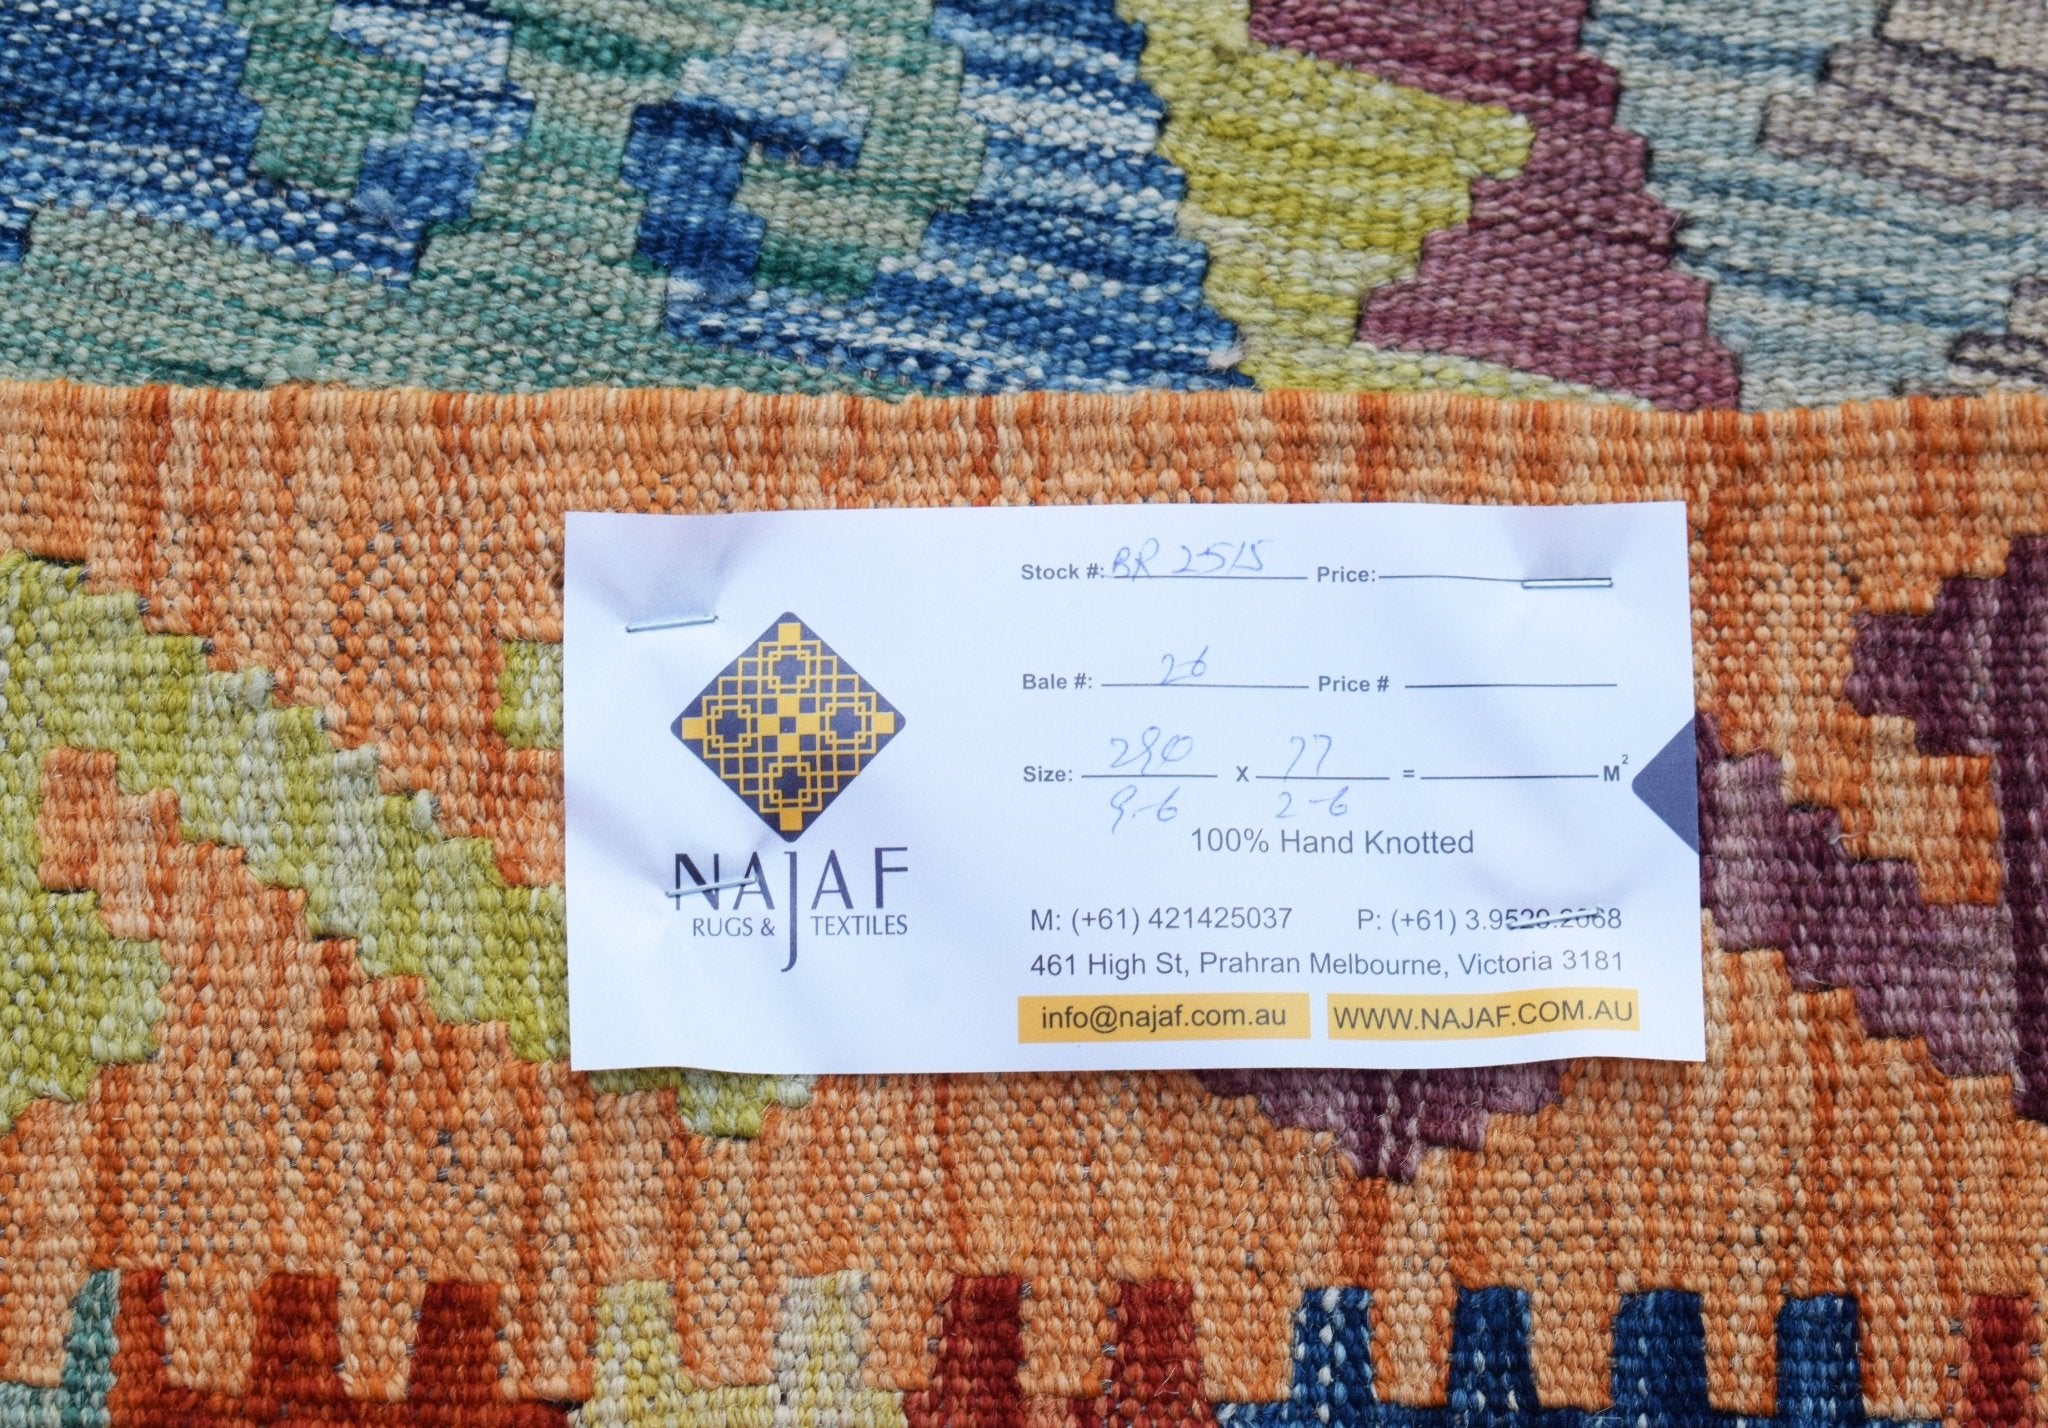 Stock #: BR 2515 Price:
Bale #: 26 Price #
Size: 290 X 77 = M²
9-6 2-6
100% Hand Knotted
NAJAF
RUGS & TEXTILES
M: (+61) 421425037 P: (+61) 3.9529.2068
461 High St, Prahran Melbourne, Victoria 3181
info@najaf.com.au WWW.NAJAF.COM.AU